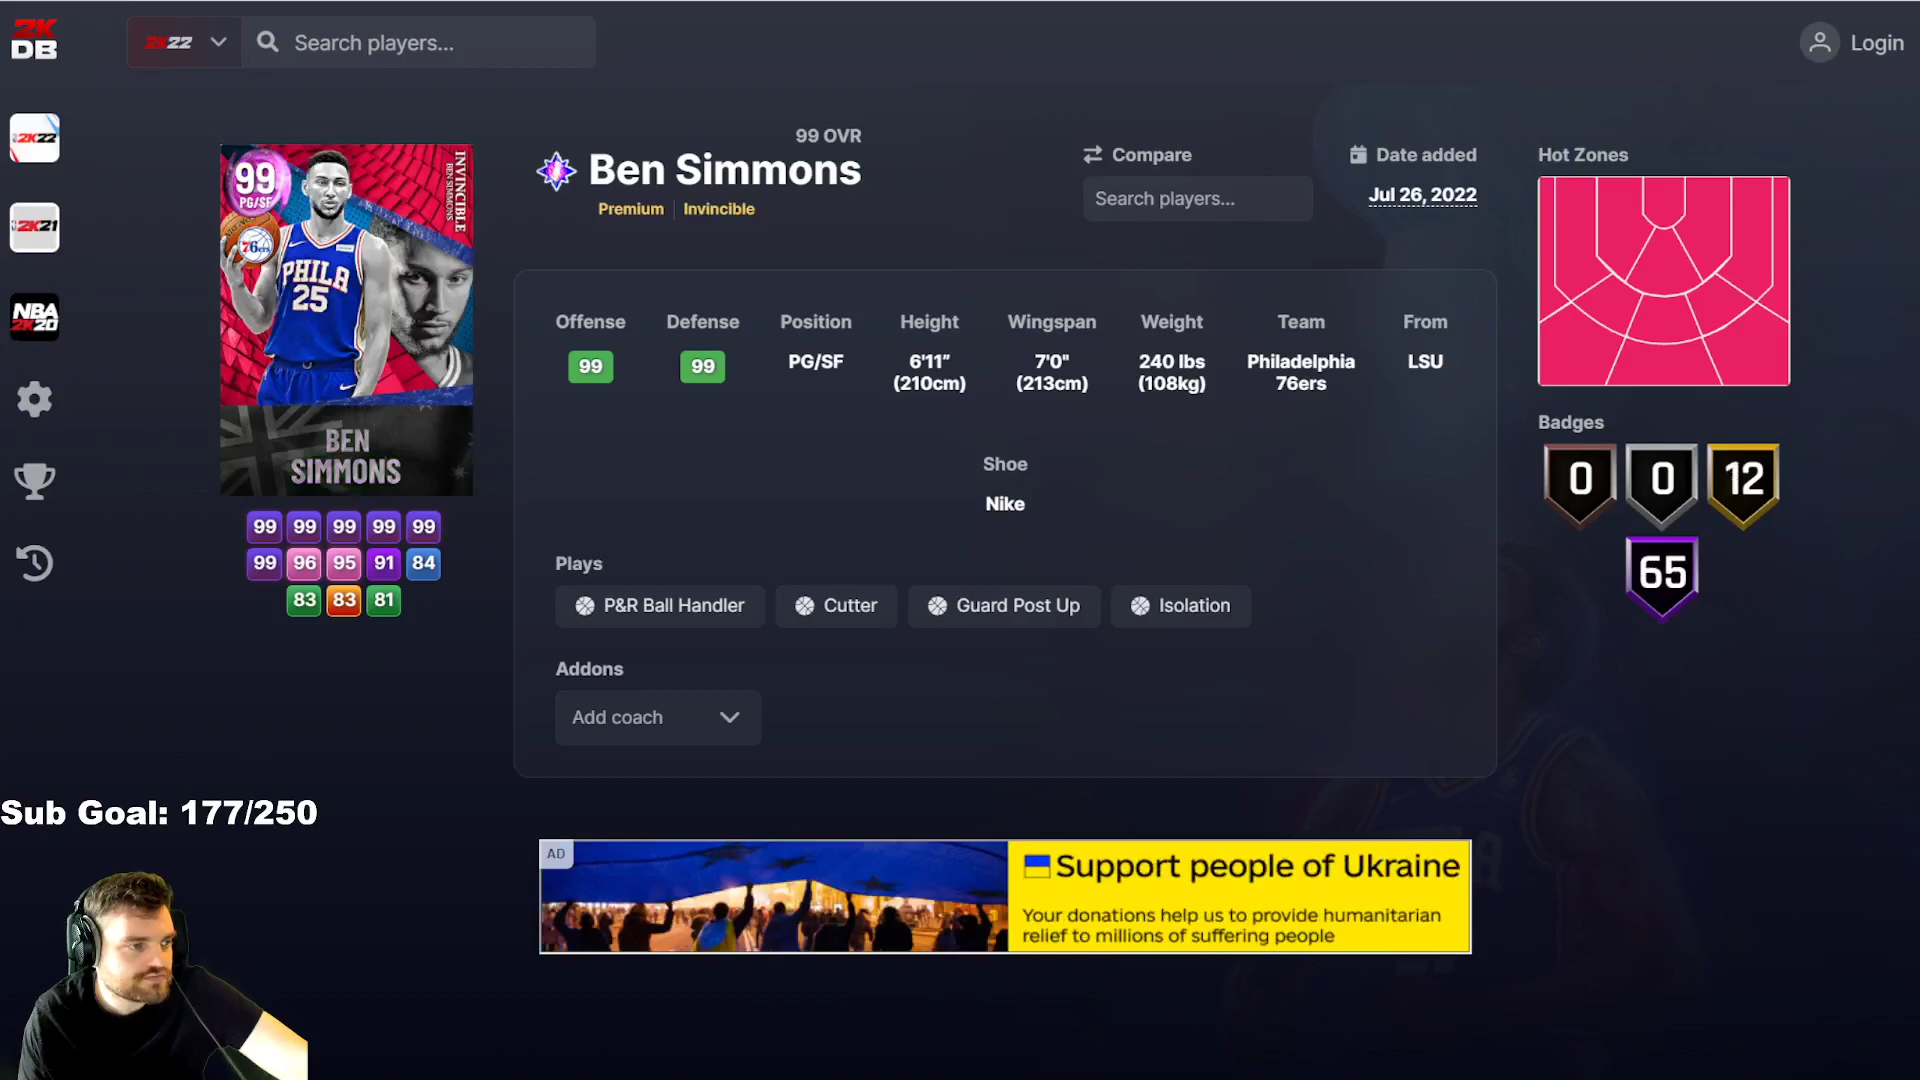 2K
DB
2K22
Search players...
Login
2K22
2K21
NBA
2K20
99
PG/SF
INVINCIBLE
BEN SIMMONS
76ers
PHILA
25
BEN
SIMMONS
99 99 99 99 99
99 96 95 91 84
83 83 81
99 OVR
Ben Simmons
Premium Invincible
Compare
Search players...
Date added
Jul 26, 2022
Offense Defense Position Height Wingspan Weight Team From
99 99 PG/SF 6'11" 7'0" 240 lbs Philadelphia LSU
(210cm) (213cm) (108kg) 76ers
Shoe
Nike
Plays
P&R Ball Handler Cutter Guard Post Up Isolation
Addons
Add coach
Hot Zones
Badges
0 0 12
65
Sub Goal: 177/250
AD
Support people of Ukraine
Your donations help us to provide humanitarian
relief to millions of suffering people